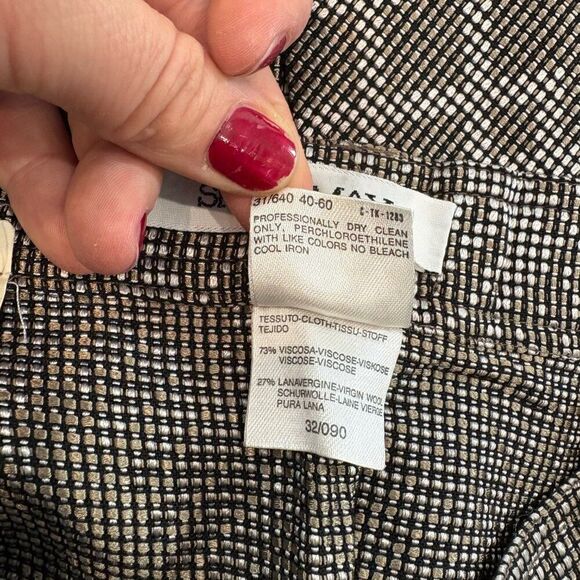 31/640 40-60
C-TK-1283
PROFESSIONALLY DRY CLEAN
ONLY, PERCHLOROETHILENE
WITH LIKE COLORS NO BLEACH
COOL IRON
TESSUTO-CLOTH-TISSU-STOFF
TEJIDO
73% VISCOSA-VISCOSE-VISKOSE
VISCOSE-VISCOSE
27% LANAVERGINE-VIRGIN WOOL
SCHURWOLLE-LAINE VIERGE
PURA LANA
32/090